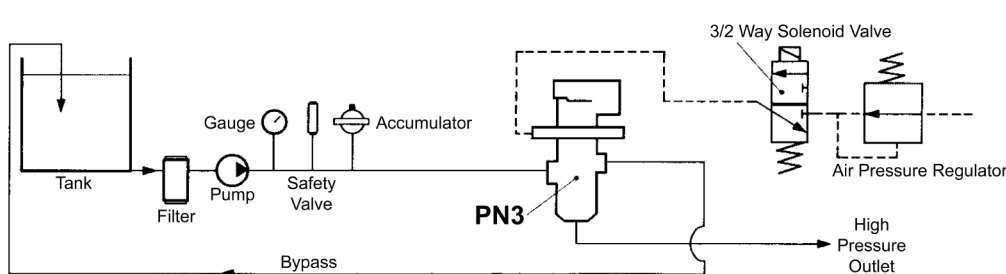 3/2 Way Solenoid Valve
Gauge
Accumulator
Air Pressure Regulator
Tank
Pump
Safety
Valve
Filter
PN3
High
Pressure
Outlet
Bypass